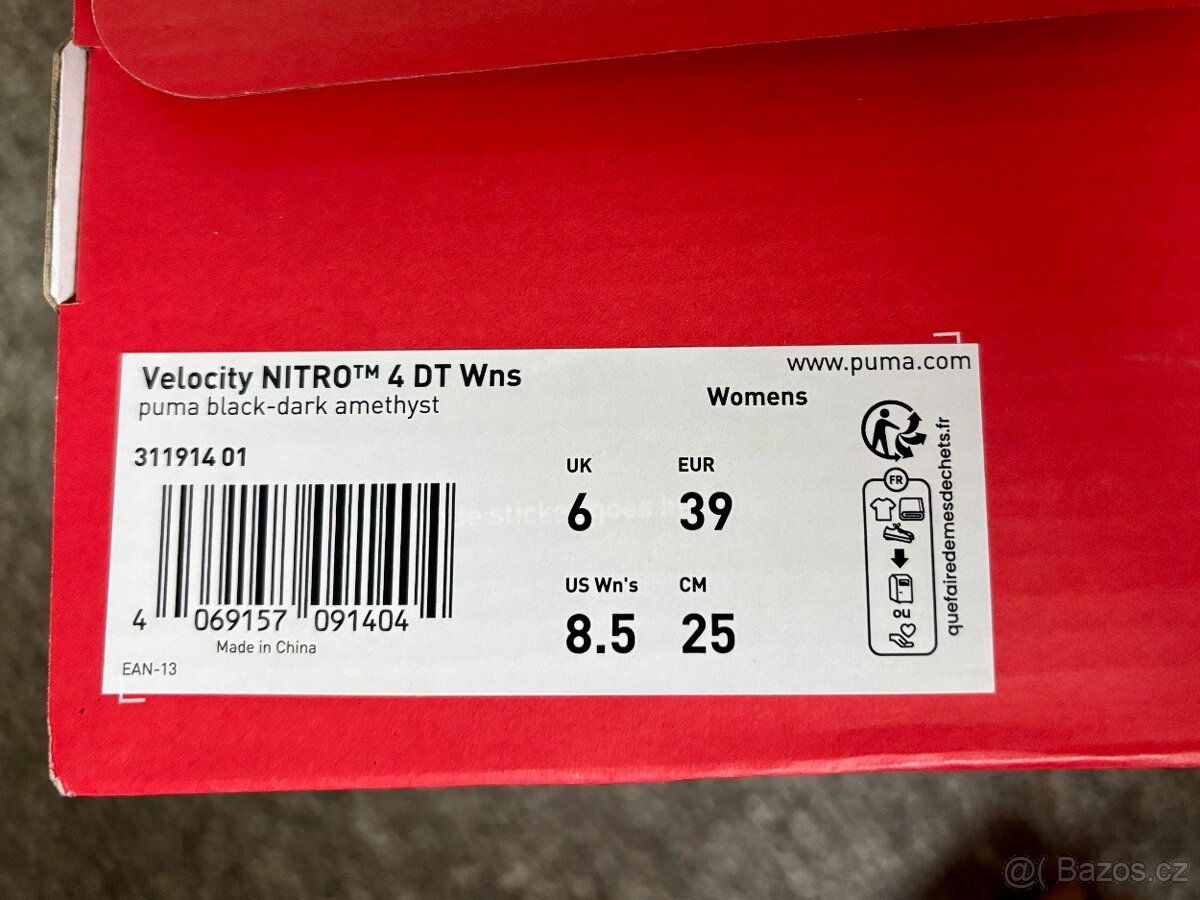 Velocity NITRO™ 4 DT Wns
puma black-dark amethyst
www.puma.com
Womens
311914 01
UK
EUR
6
39
US Wn's
CM
8.5
25
4 069157 091404
Made in China
EAN-13
FR
OU
quefairedemesdechets.fr
@( Bazos.cz